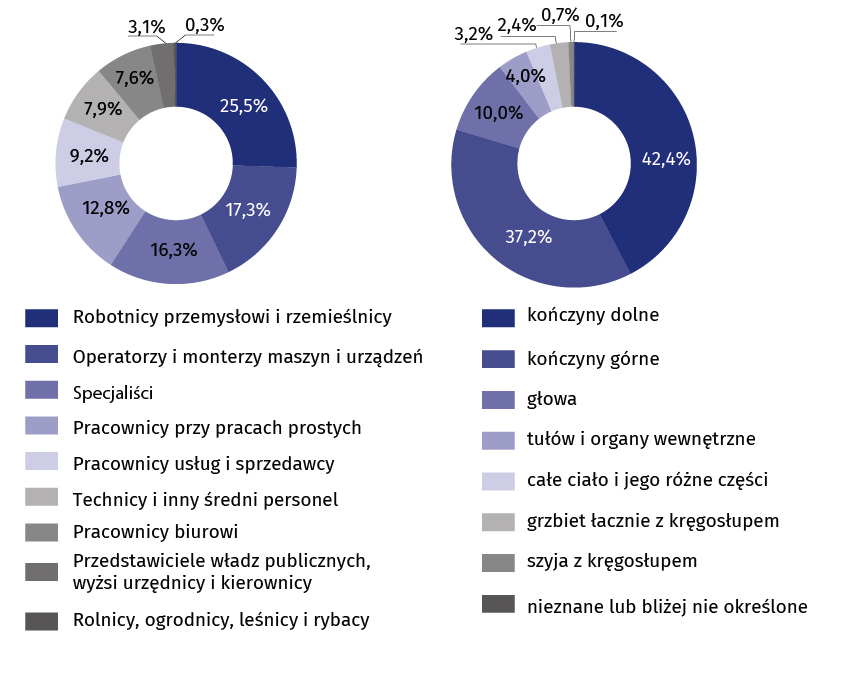 3,1%
0,3%
25,5%
17,3%
16,3%
12,8%
9,2%
7,9%
7,6%
0,7%
0,1%
2,4%
3,2%
4,0%
10,0%
42,4%
37,2%
Robotnicy przemysłowi i rzemieślnicy
Operatorzy i monterzy maszyn i urządzeń
Specjaliści
Pracownicy przy pracach prostych
Pracownicy usług i sprzedawcy
Technicy i inny średni personel
Pracownicy biurowi
Przedstawiciele władz publicznych,
wyżsi urzędnicy i kierownicy
Rolnicy, ogrodnicy, leśnicy i rybacy
kończyny dolne
kończyny górne
głowa
tułów i organy wewnętrzne
całe ciało i jego różne części
grzbiet łacznie z kręgosłupem
szyja z kręgosłupem
nieznane lub bliżej nie określone